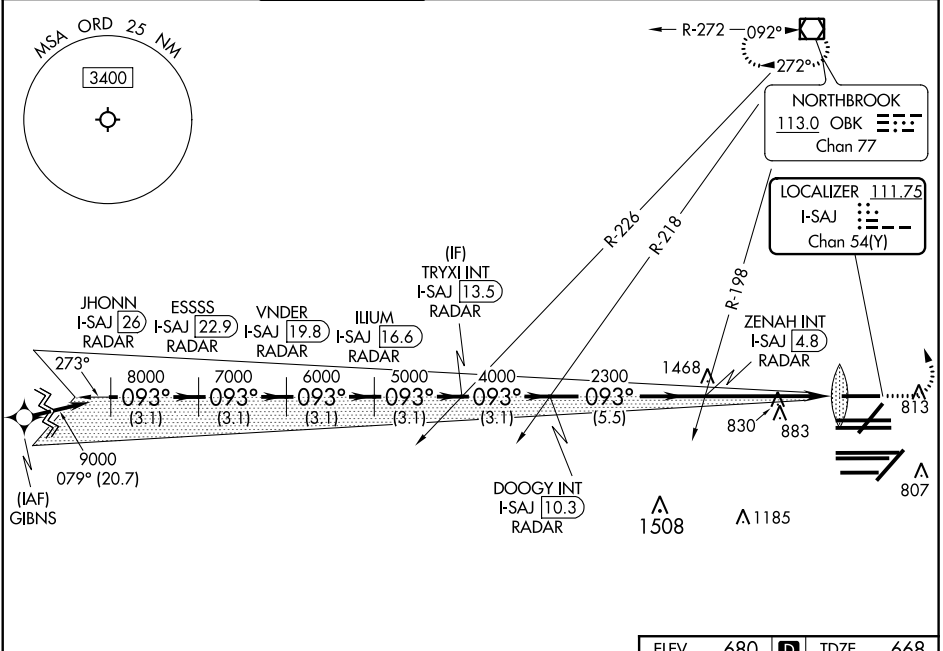 MSA ORD 25 NM
3400
R-272
092°
272°
NORTHBROOK
113.0 OBK
Chan 77
LOCALIZER 111.75
I-SAJ
Chan 54(Y)
R-226
R-218
R-198
(IF)
TRYXI INT
I-SAJ 13.5
RADAR
JHONN
I-SAJ 26
RADAR
ESSSS
I-SAJ 22.9
RADAR
VNDER
I-SAJ 19.8
RADAR
ILIUM
I-SAJ 16.6
RADAR
ZENAH INT
I-SAJ 4.8
RADAR
1468
273°
8000
093°
(3.1)
7000
093°
(3.1)
6000
093°
(3.1)
5000
093°
(3.1)
4000
093°
(3.1)
2300
093°
(5.5)
830
883
813
807
9000
079° (20.7)
(IAF)
GIBNS
DOOGY INT
I-SAJ 10.3
RADAR
1508
1185
ELEV 680 D TDZE 668